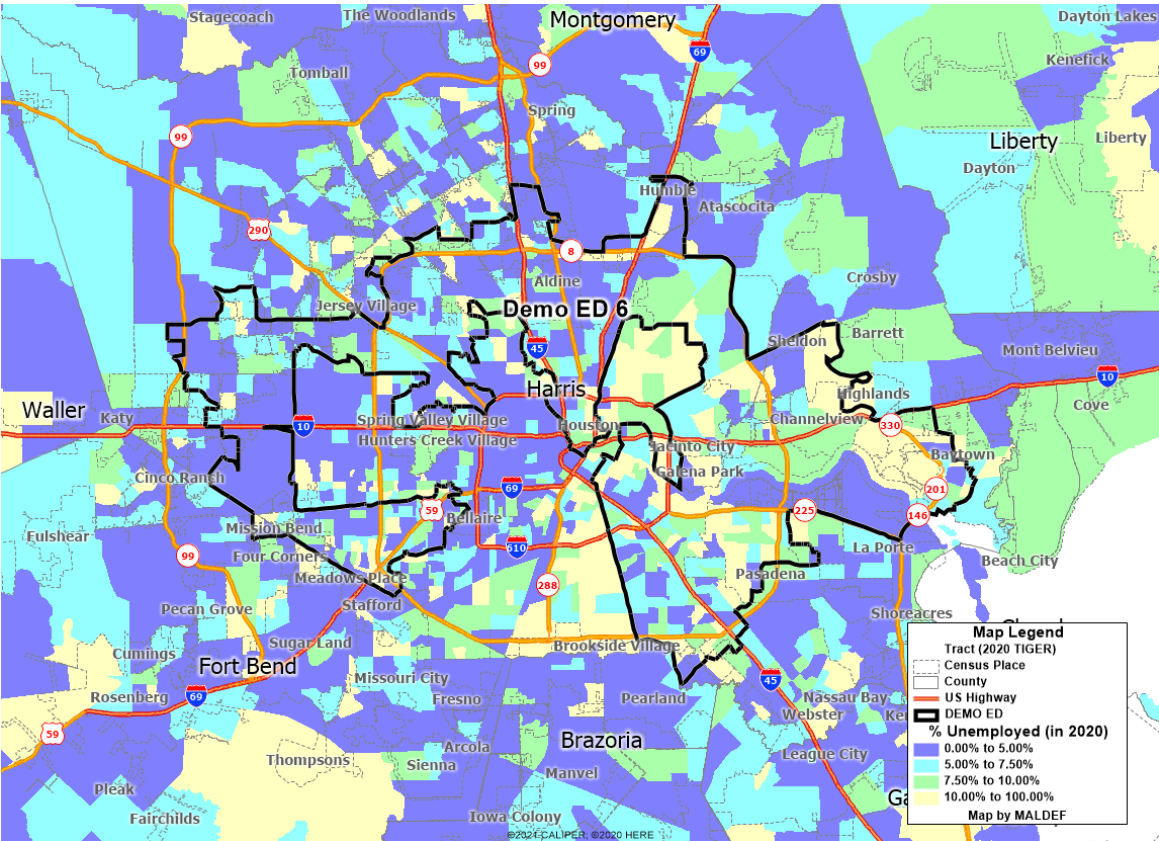 Stagecoach
The Woodlands
Montgomery
Dayton Lakes
69
Kenefick
99
Tomball
Spring
99
Liberty
Liberty
Dayton
Humble
Atascocita
290
8
Aldine
Crosby
Jersey Village
Demo ED 6
Sheldon
Barrett
45
Mont Belvieu
Harris
10
Highlands
Waller
Katy
Cove
Spring Valley Village
Channelview
10
Houston
330
Hunters Creek Village
Jacinto City
Baytown
Galena Park
Cinco Ranch
69
201
59
225
146
Bellaire
Mission Bend
Fulshear
610
La Porte
99
Four Corners
Beach City
Meadows Place
288
Pasadena
Stafford
Pecan Grove
Shoreacres
Sugar Land
Brookside Village
Cumings
Fort Bend
Missouri City
45
Rosenberg
69
Fresno
Pearland
Nassau Bay
Webster
59
Arcola
Brazoria
League City
Thompsons
Sienna
Manvel
Pleak
Fairchilds
Iowa Colony
©2021 CALIPER; ©2020 HERE
Map Legend
Tract (2020 TIGER)
Census Place
County
US Highway
DEMO ED
% Unemployed (in 2020)
0.00% to 5.00%
5.00% to 7.50%
7.50% to 10.00%
10.00% to 100.00%
Map by MALDEF